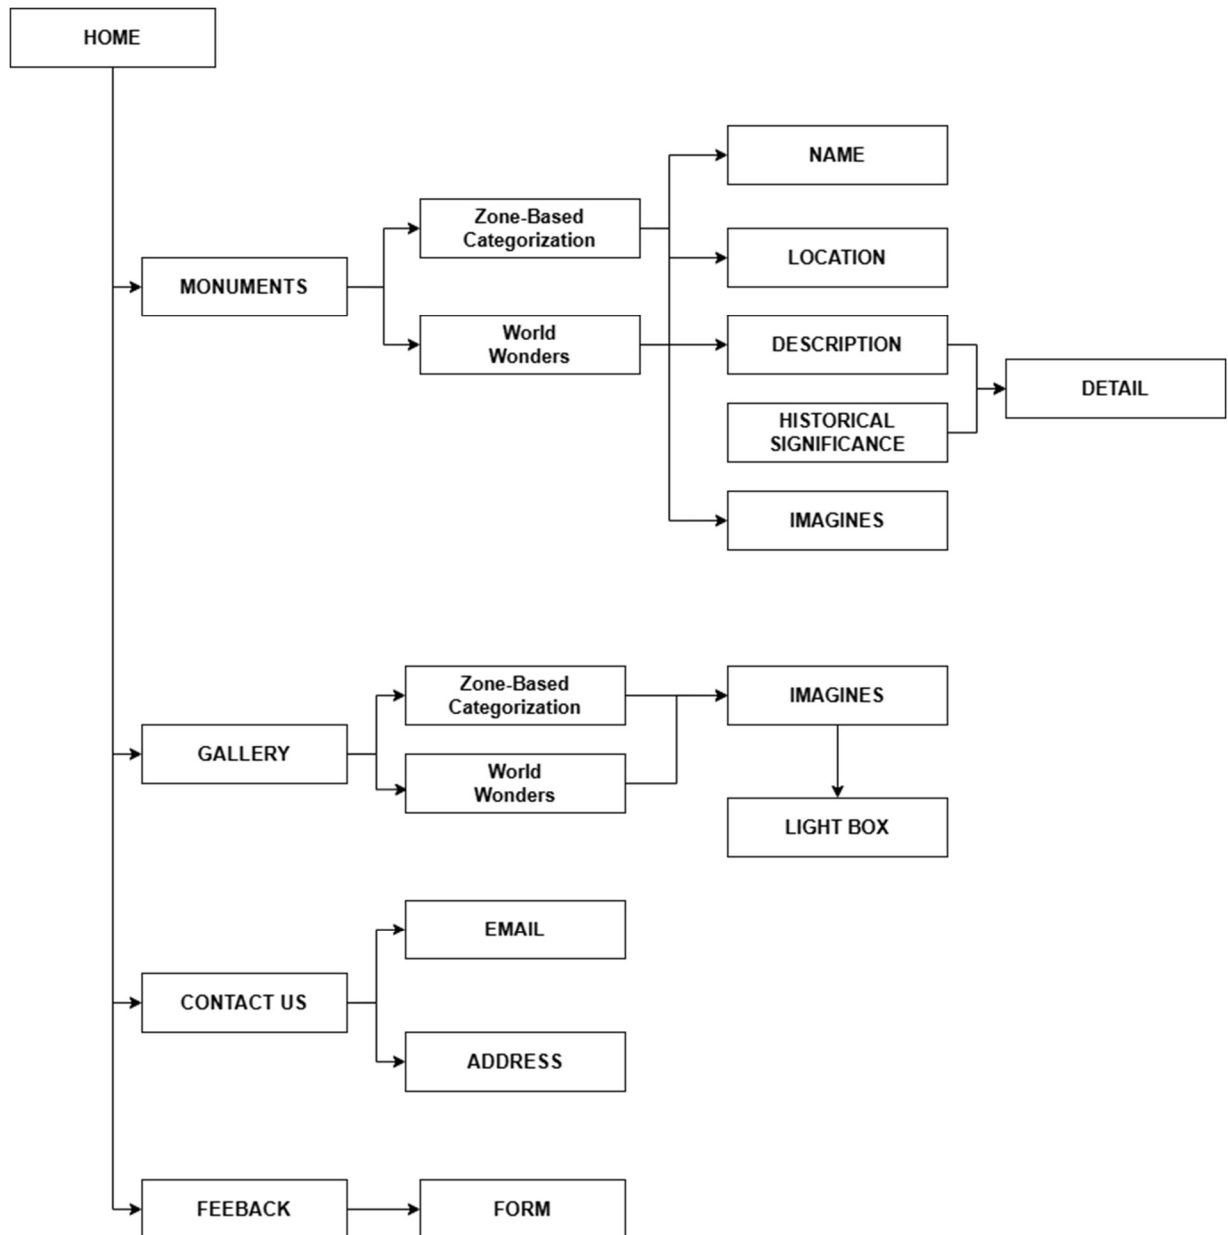 HOME
NAME
Zone-Based
Categorization
LOCATION
MONUMENTS
World
Wonders
DESCRIPTION
DETAIL
HISTORICAL
SIGNIFICANCE
IMAGINES
Zone-Based
Categorization
IMAGINES
GALLERY
World
Wonders
LIGHT BOX
EMAIL
CONTACT US
ADDRESS
FEEBACK
FORM